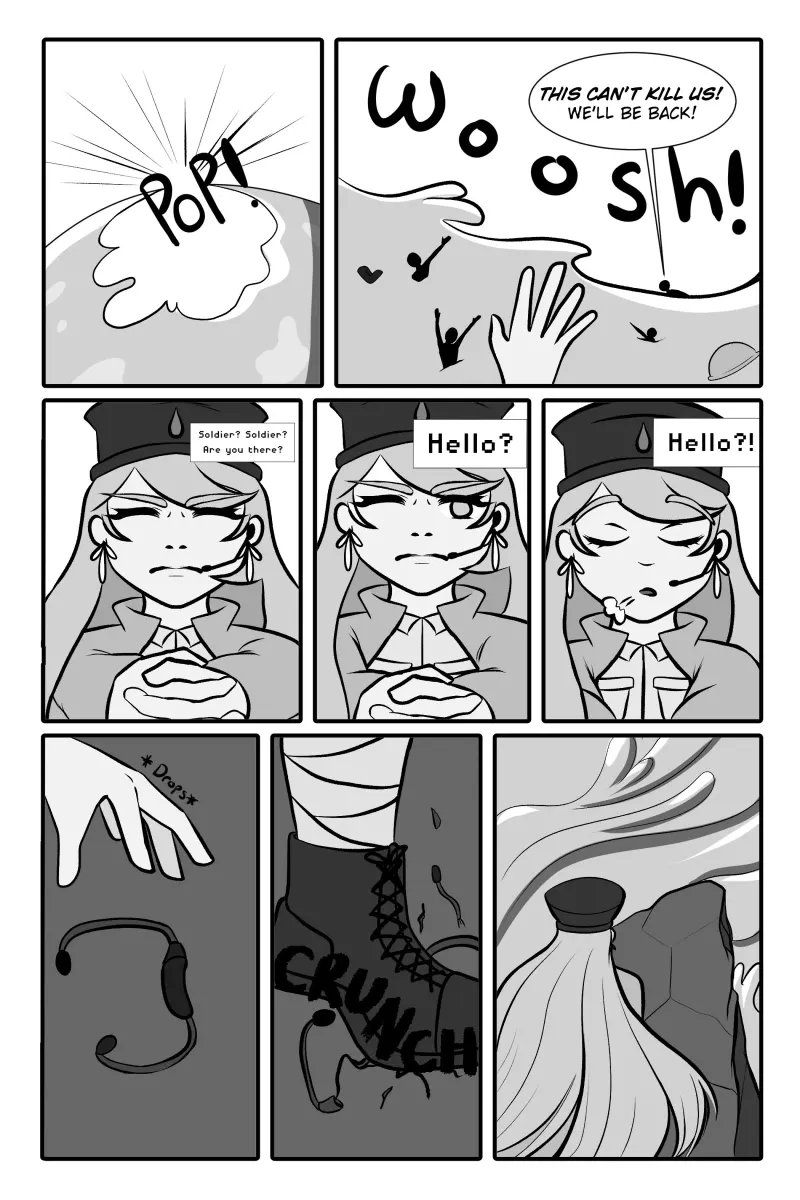 POP!
Woosh!
THIS CAN'T KILL US!
WE'LL BE BACK!
Soldier? Soldier?
Are you there?
Hello?
Hello?!
*Drops*
CRUNCH